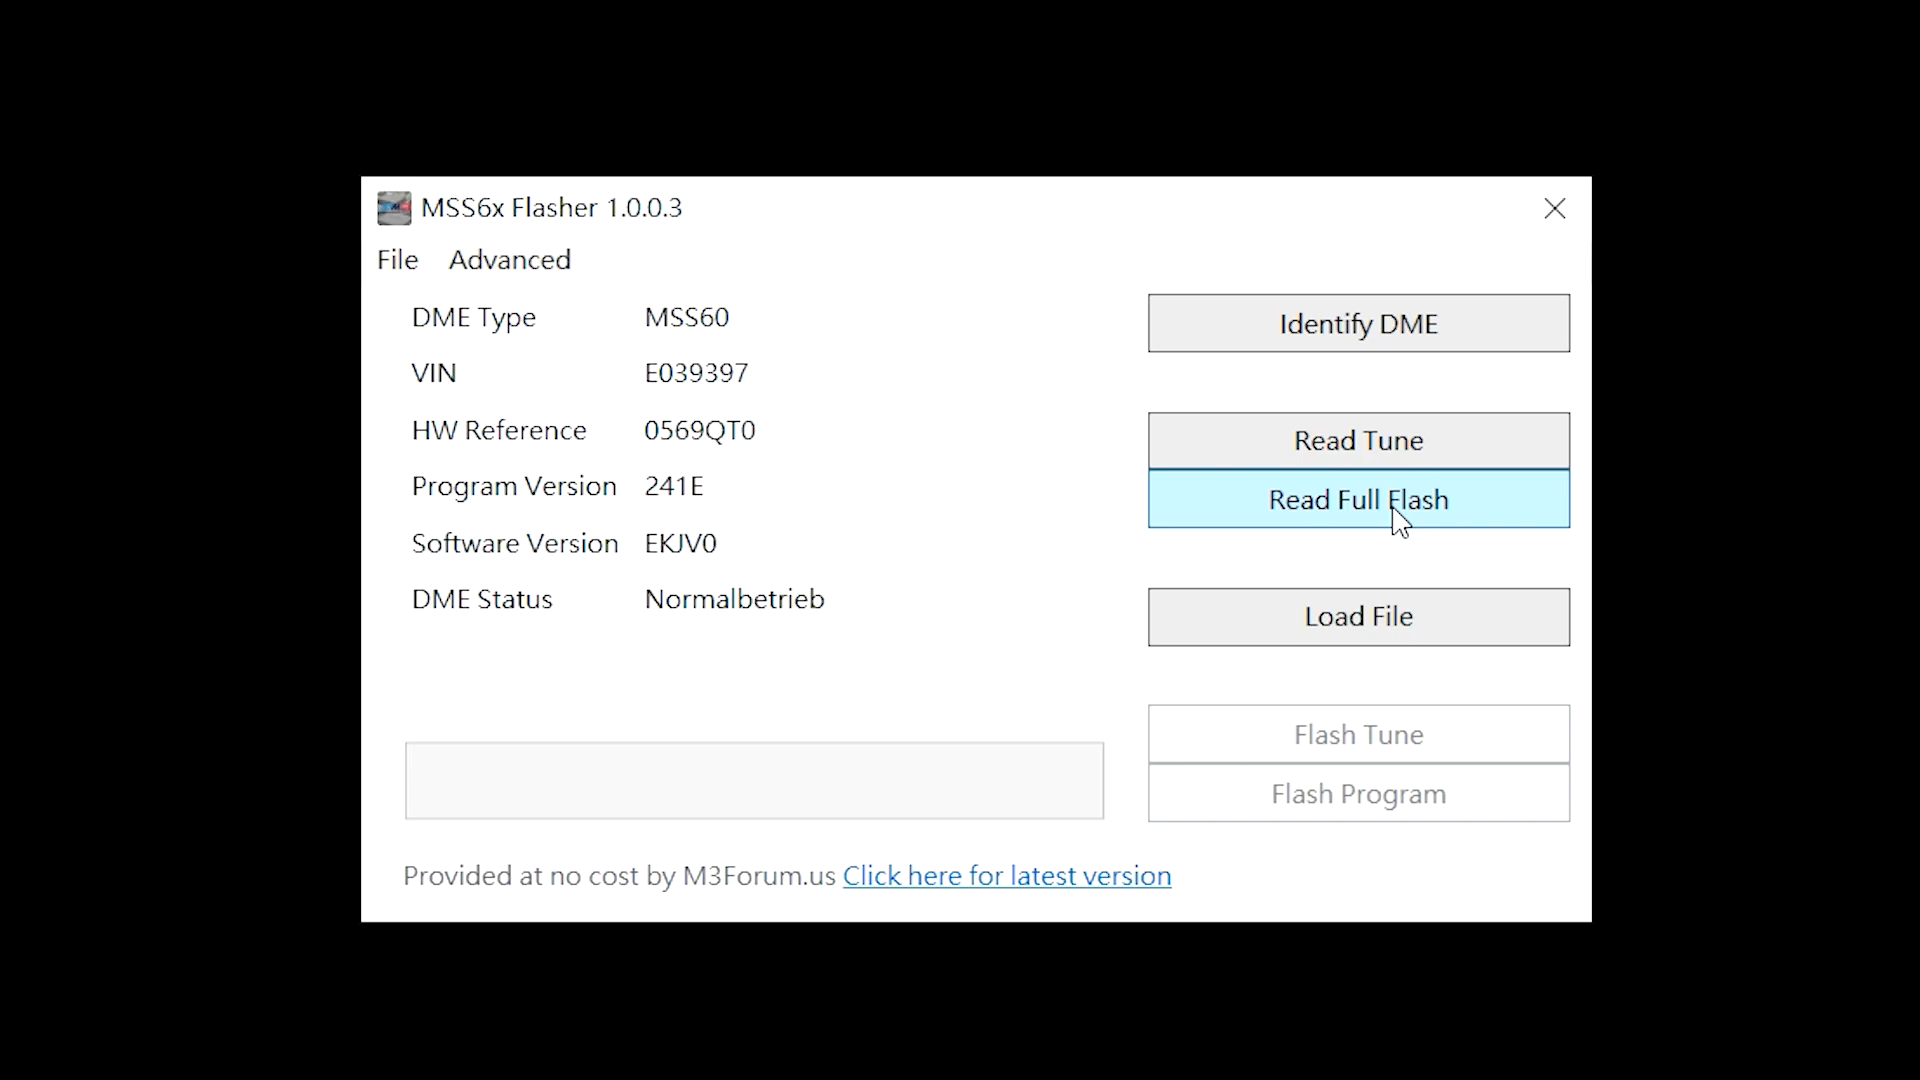 MSS6x Flasher 1.0.0.3
File Advanced
DME Type MSS60
Identify DME
VIN E039397
HW Reference 0569QT0
Read Tune
Program Version 241E
Read Full Flash
Software Version EKJV0
DME Status Normalbetrieb
Load File
Flash Tune
Flash Program
Provided at no cost by M3Forum.us Click here for latest version